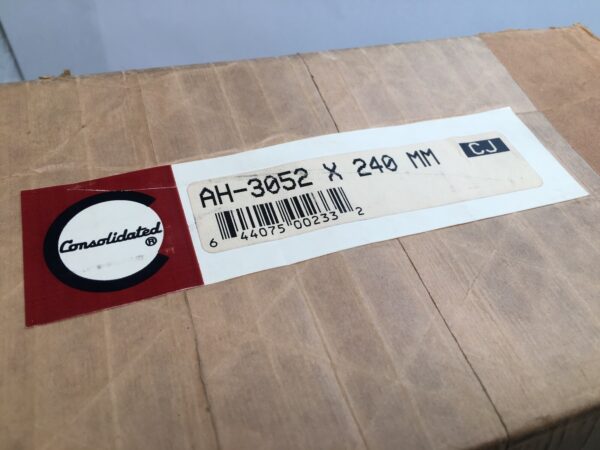 Consolidated®
AH-3052 X 240 MM
CJ
6 44075 00233 2